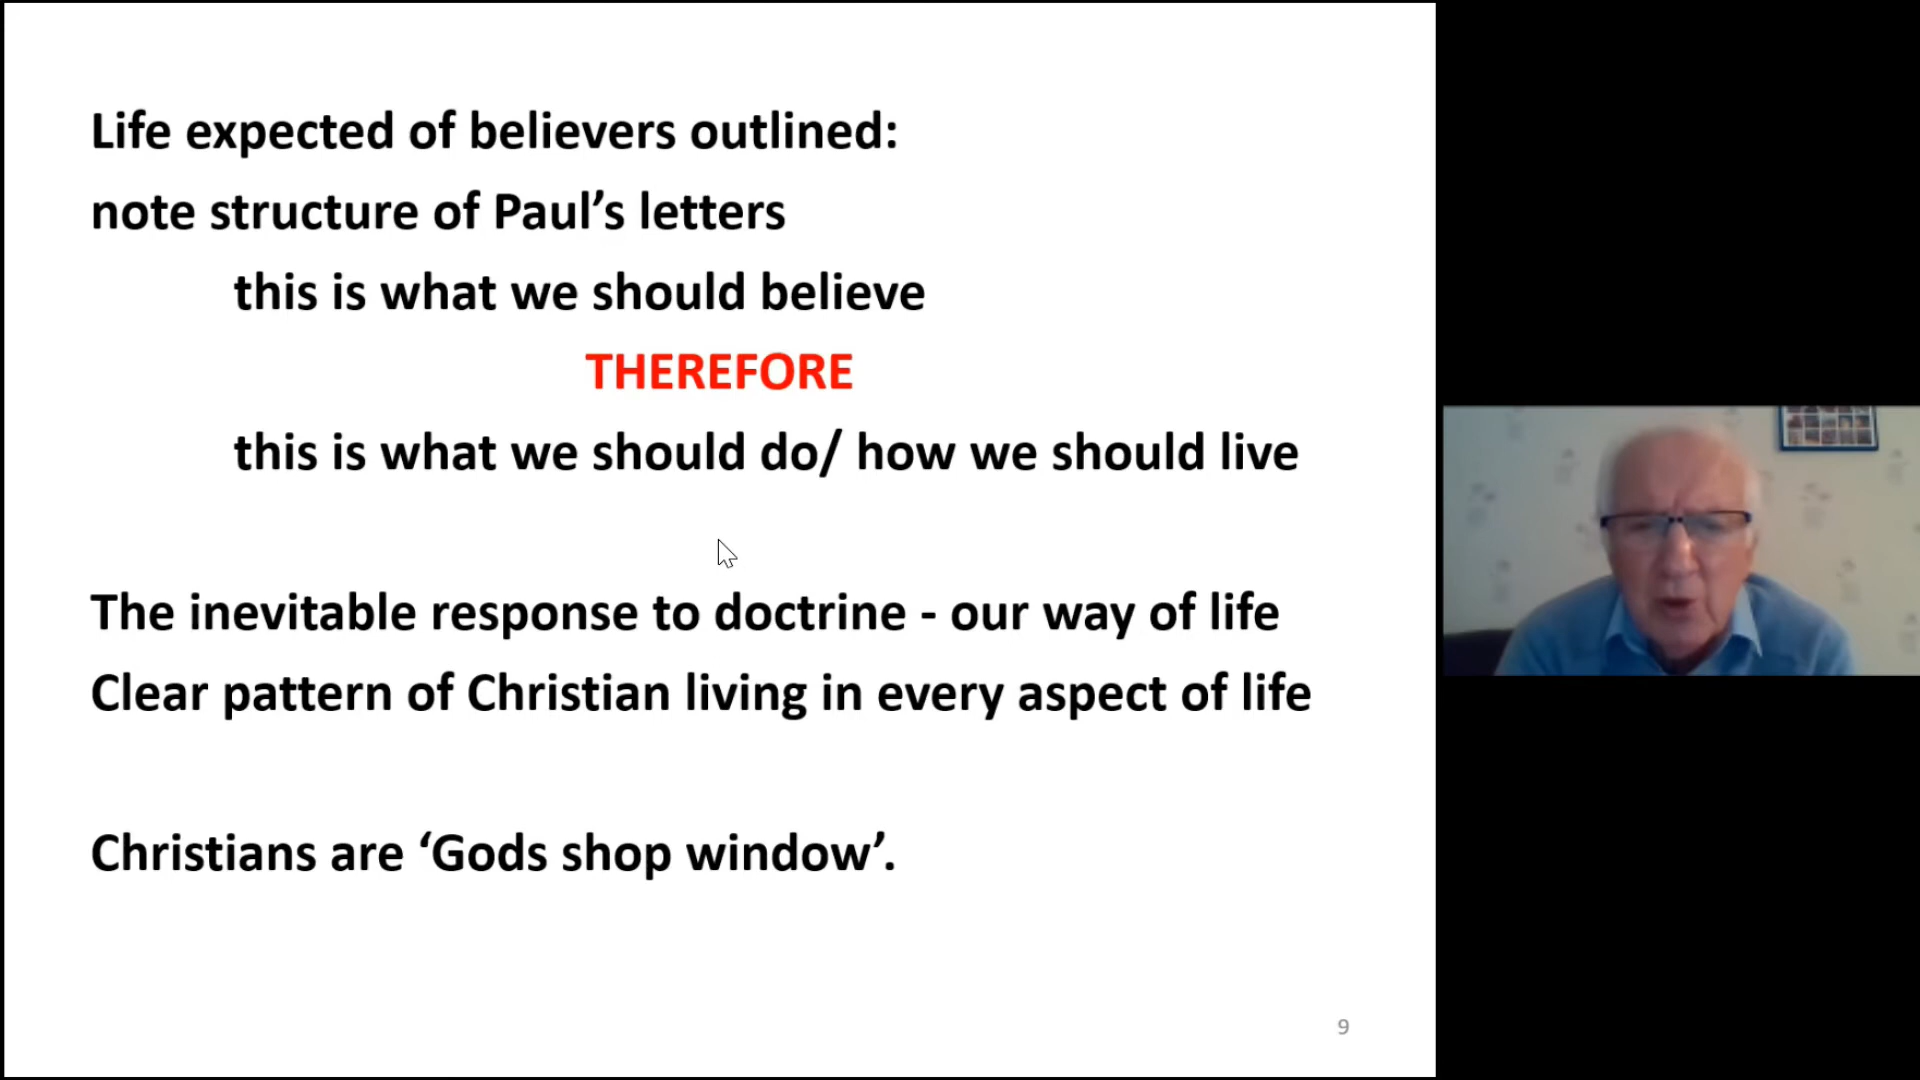 Life expected of believers outlined:
note structure of Paul’s letters
this is what we should believe
THEREFORE
this is what we should do/ how we should live
The inevitable response to doctrine - our way of life
Clear pattern of Christian living in every aspect of life
Christians are ‘Gods shop window’.
9